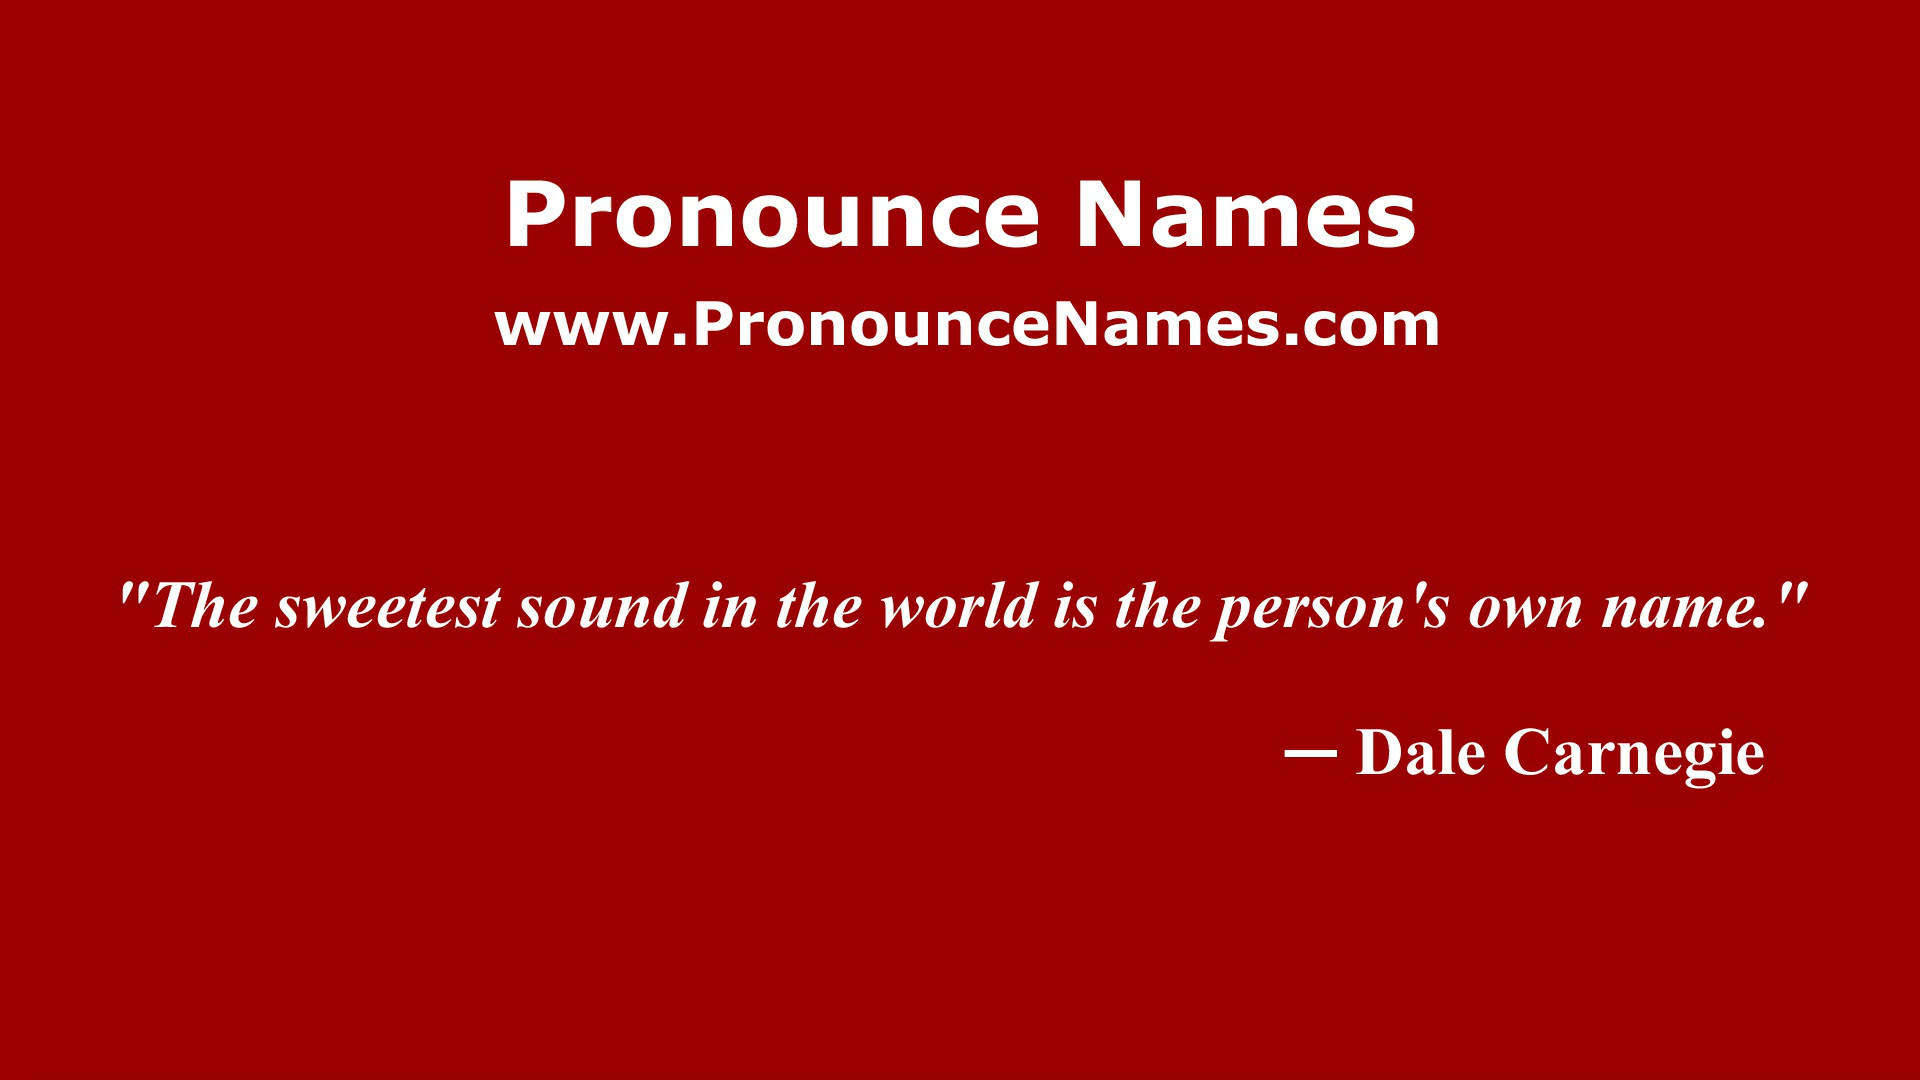 Pronounce Names
www.PronounceNames.com
"The sweetest sound in the world is the person's own name."
— Dale Carnegie